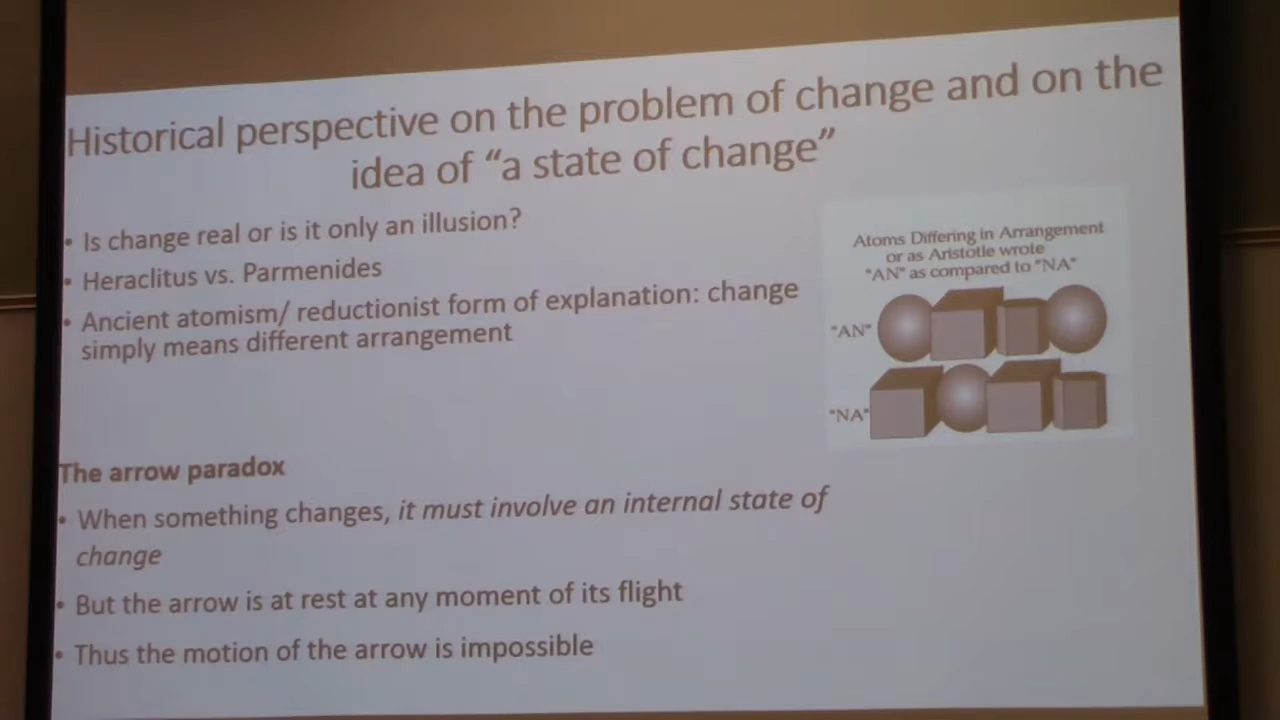 Historical perspective on the problem of change and on the
idea of “a state of change”
• Is change real or is it only an illusion?
• Heraclitus vs. Parmenides
• Ancient atomism/ reductionist form of explanation: change
simply means different arrangement
Atoms Differing in Arrangement
or as Aristotle wrote
"AN" as compared to "NA"
"AN"
"NA"
The arrow paradox
• When something changes, it must involve an internal state of
change
• But the arrow is at rest at any moment of its flight
• Thus the motion of the arrow is impossible